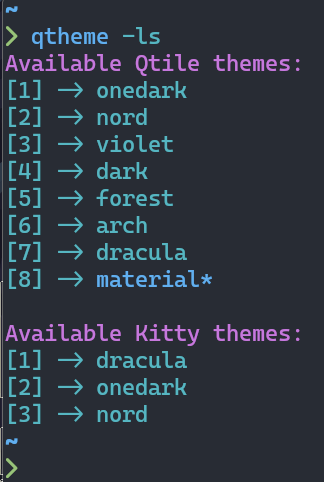 ~
❯ qtheme -ls
Available Qtile themes:
[1] -> onedark
[2] -> nord
[3] -> violet
[4] -> dark
[5] -> forest
[6] -> arch
[7] -> dracula
[8] -> material*
Available Kitty themes:
[1] -> dracula
[2] -> onedark
[3] -> nord
~
❯